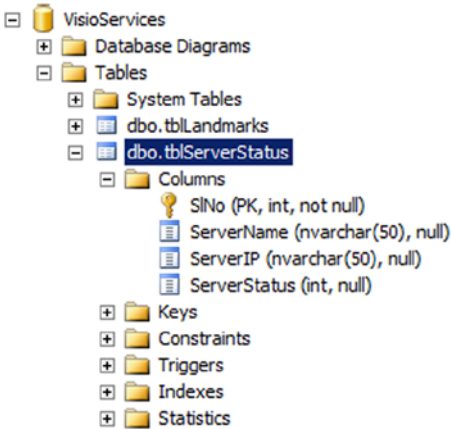 VisioServices
Database Diagrams
Tables
System Tables
dbo.tblLandmarks
dbo.tblServerStatus
Columns
SlNo (PK, int, not null)
ServerName (nvarchar(50), null)
ServerIP (nvarchar(50), null)
ServerStatus (int, null)
Keys
Constraints
Triggers
Indexes
Statistics